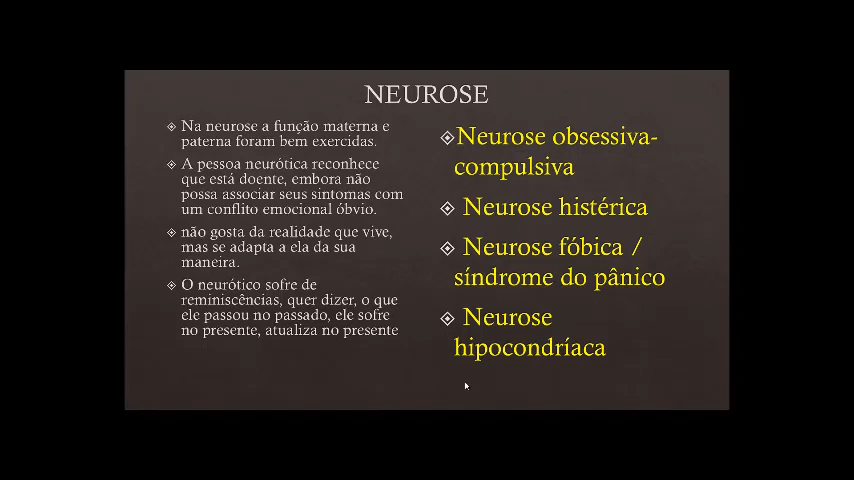 NEUROSE
Na neurose a função materna e
paterna foram bem exercidas.
A pessoa neurótica reconhece
que está doente, embora não
possa associar seus sintomas com
um conflito emocional óbvio.
não gosta da realidade que vive,
mas se adapta a ela da sua
maneira.
O neurótico sofre de
reminiscências, quer dizer, o que
ele passou no passado, ele sofre
no presente, atualiza no presente
Neurose obsessiva-
compulsiva
Neurose histérica
Neurose fóbica /
síndrome do pânico
Neurose
hipocondríaca